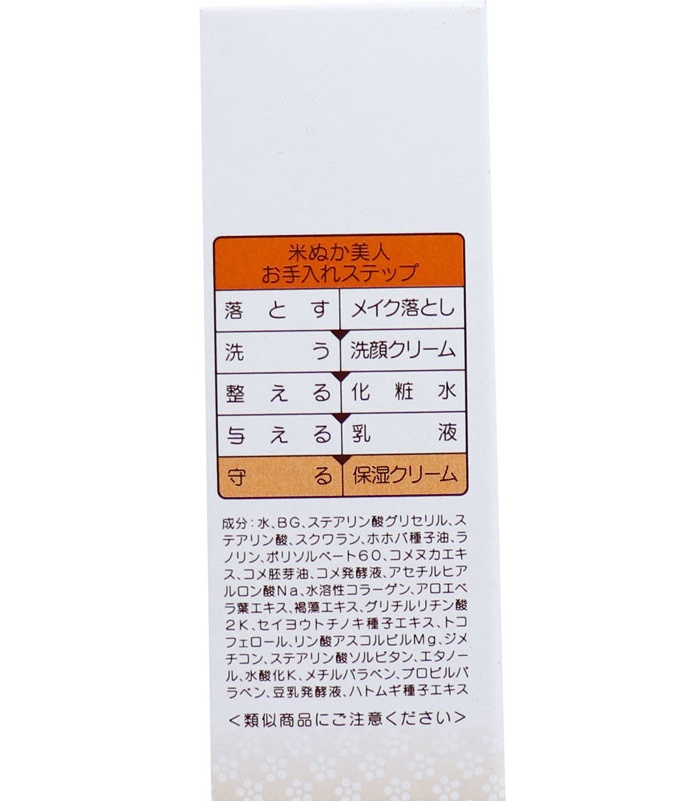 米ぬか美人
お手入れステップ
落とす メイク落とし
洗う 洗顔クリーム
整える 化粧水
与える 乳液
守る 保湿クリーム
成分:水、BG、ステアリン酸グリセリル、ス
テアリン酸、スクワラン、ホホバ種子油、ラ
ノリン、ポリソルベート60、コメヌカエキ
ス、コメ胚芽油、コメ発酵液、アセチルヒア
ルロン酸Na、水溶性コラーゲン、アロエベ
ラ葉エキス、褐藻エキス、グリチルリチン酸
2K、セイヨウトチノキ種子エキス、トコ
フェロール、リン酸アスコルビルMg、ジメ
チコン、ステアリン酸ソルビタン、エタノー
ル、水酸化K、メチルパラベン、プロピルパ
ラベン、豆乳発酵液、ハトムギ種子エキス
<類似商品にご注意ください>